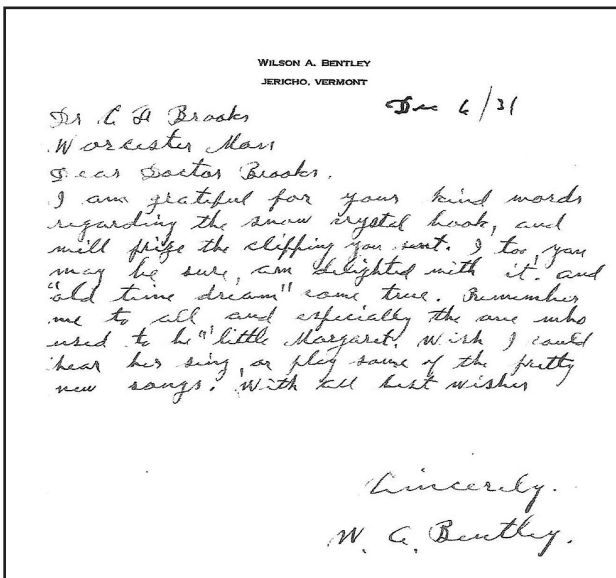 WILSON A. BENTLEY
JERICHO, VERMONT
Dec 6/31
Dr C F Brooks
Worcester Mass
Dear Doctor Brooks.
I am grateful for your kind words
regarding the snow crystal book, and
will prize the clipping you sent. I too, you
may be sure, am delighted with it. and
"old time dream" come true. Remember
me to all and especially the one who
used to be "little Margaret. Wish I could
hear her sing, or play some of the pretty
new songs. With all best wishes
Sincerely.
W. A. Bentley.